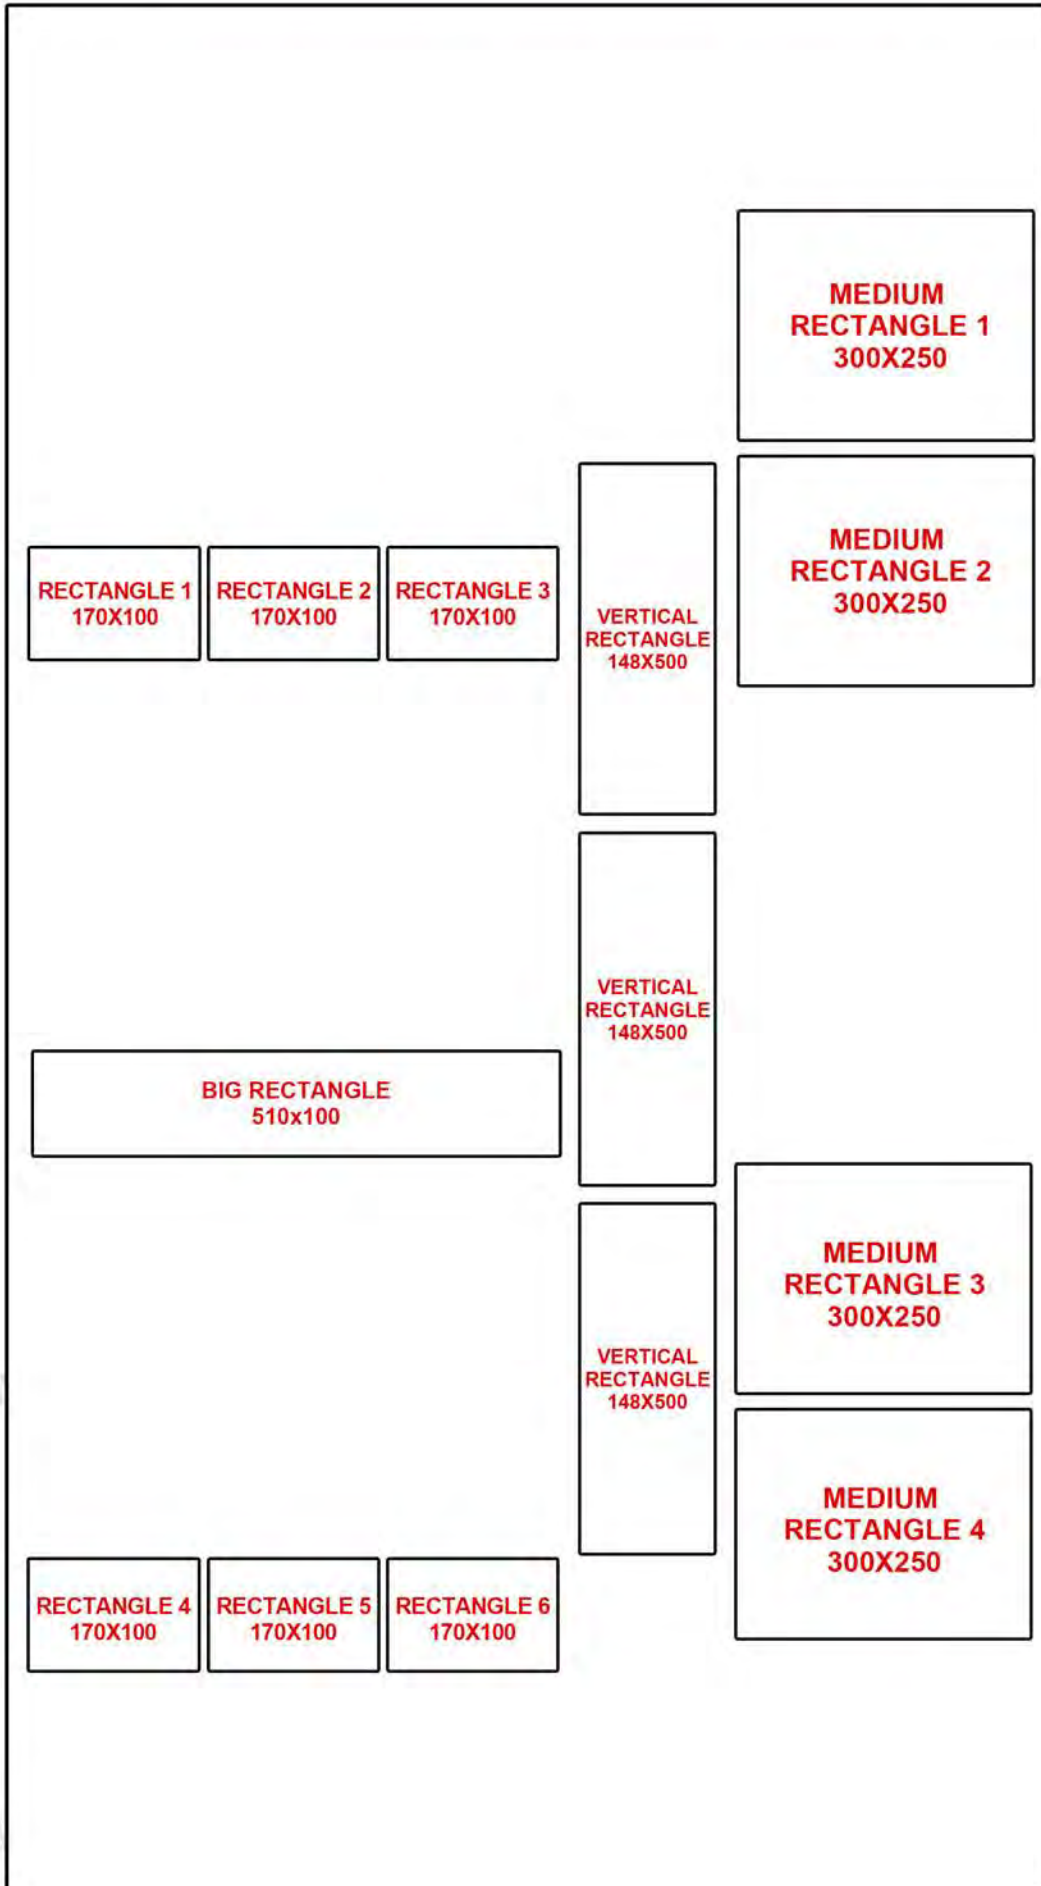 MEDIUM
RECTANGLE 1
300X250
MEDIUM
RECTANGLE 2
300X250
RECTANGLE 1
170X100
RECTANGLE 2
170X100
RECTANGLE 3
170X100
VERTICAL
RECTANGLE
148X500
VERTICAL
RECTANGLE
148X500
BIG RECTANGLE
510x100
MEDIUM
RECTANGLE 3
300X250
VERTICAL
RECTANGLE
148X500
MEDIUM
RECTANGLE 4
300X250
RECTANGLE 4
170X100
RECTANGLE 5
170X100
RECTANGLE 6
170X100